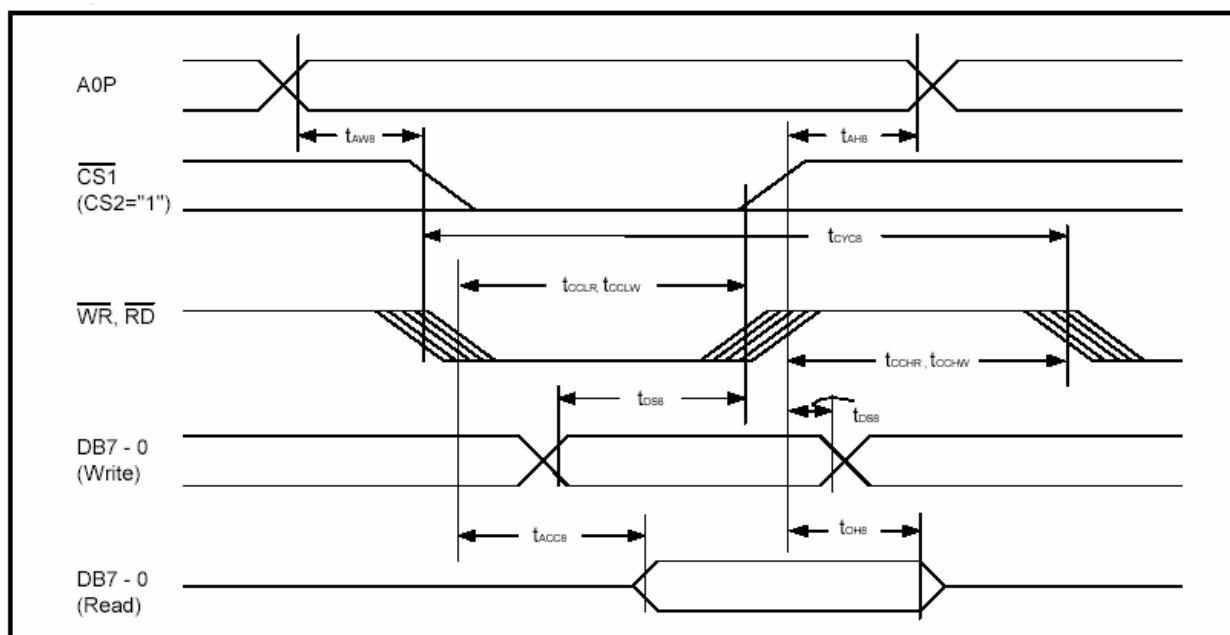 A0P
tAW8
tAH8
CS1
(CS2="1")
tCYC8
tCCLR, tCCLW
WR, RD
tCCHR, tCCHW
tDS8
tDS8
DB7 - 0
(Write)
tACC8
tOH8
DB7 - 0
(Read)